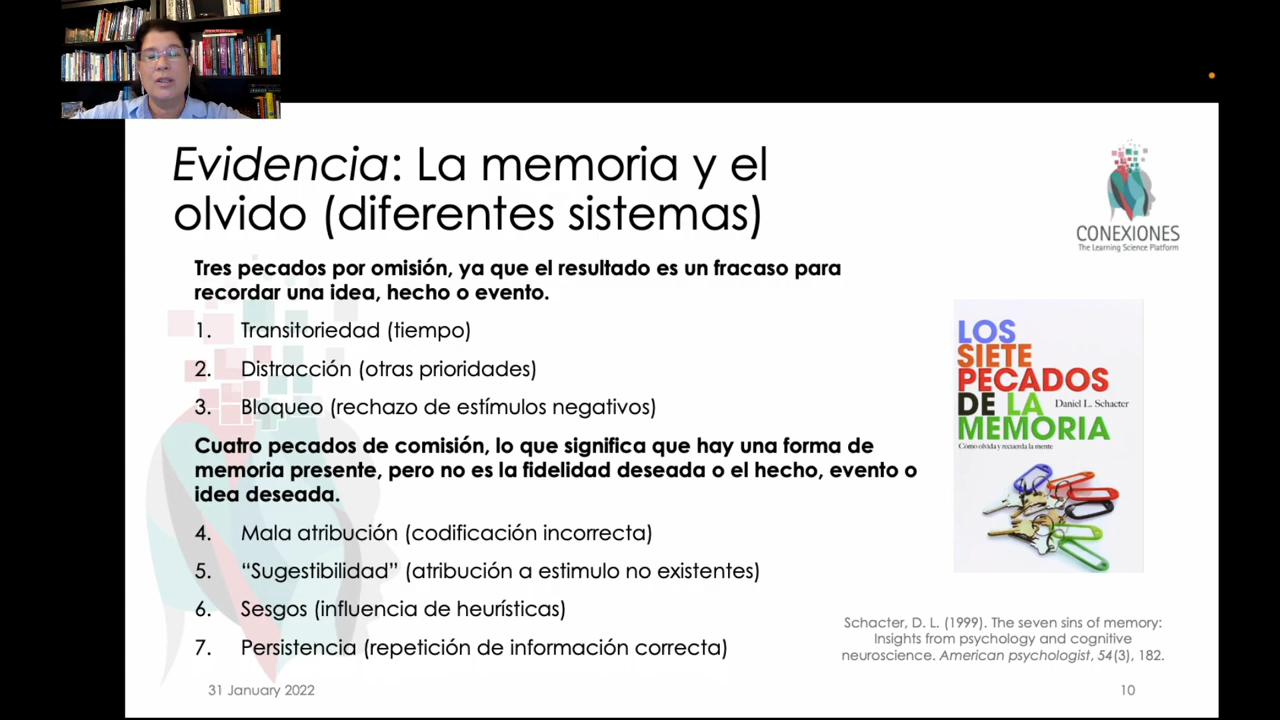 Evidencia: La memoria y el
olvido (diferentes sistemas)
CONEXIONES
The Learning Science Platform
Tres pecados por omisión, ya que el resultado es un fracaso para
recordar una idea, hecho o evento.
1. Transitoriedad (tiempo)
2. Distracción (otras prioridades)
3. Bloqueo (rechazo de estímulos negativos)
Cuatro pecados de comisión, lo que significa que hay una forma de
memoria presente, pero no es la fidelidad deseada o el hecho, evento o
idea deseada.
4. Mala atribución (codificación incorrecta)
5. “Sugestibilidad” (atribución a estimulo no existentes)
6. Sesgos (influencia de heurísticas)
7. Persistencia (repetición de información correcta)
LOS
SIETE
PECADOS
DE LA Daniel L. Schacter
MEMORIA
Cómo olvida y recuerda la mente
Schacter, D. L. (1999). The seven sins of memory:
Insights from psychology and cognitive
neuroscience. American psychologist, 54(3), 182.
31 January 2022
10